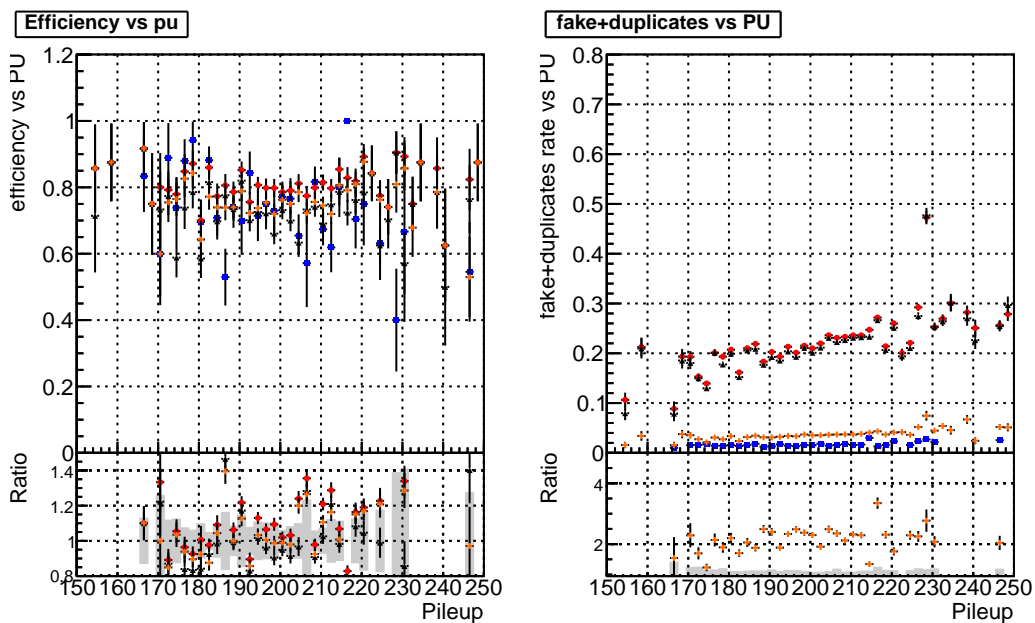 Efficiency vs pu
efficiency vs PU
1.2
1
0.8
0.6
0.4
0.2
0
Ratio
1.4
1.2
1
0.8
150 160 170 180 190 200 210 220 230 240 250
Pileup
fake+duplicates vs PU
fake+duplicates rate vs PU
0.8
0.7
0.6
0.5
0.4
0.3
0.2
0.1
0
Ratio
4
2
150 160 170 180 190 200 210 220 230 240 250
Pileup